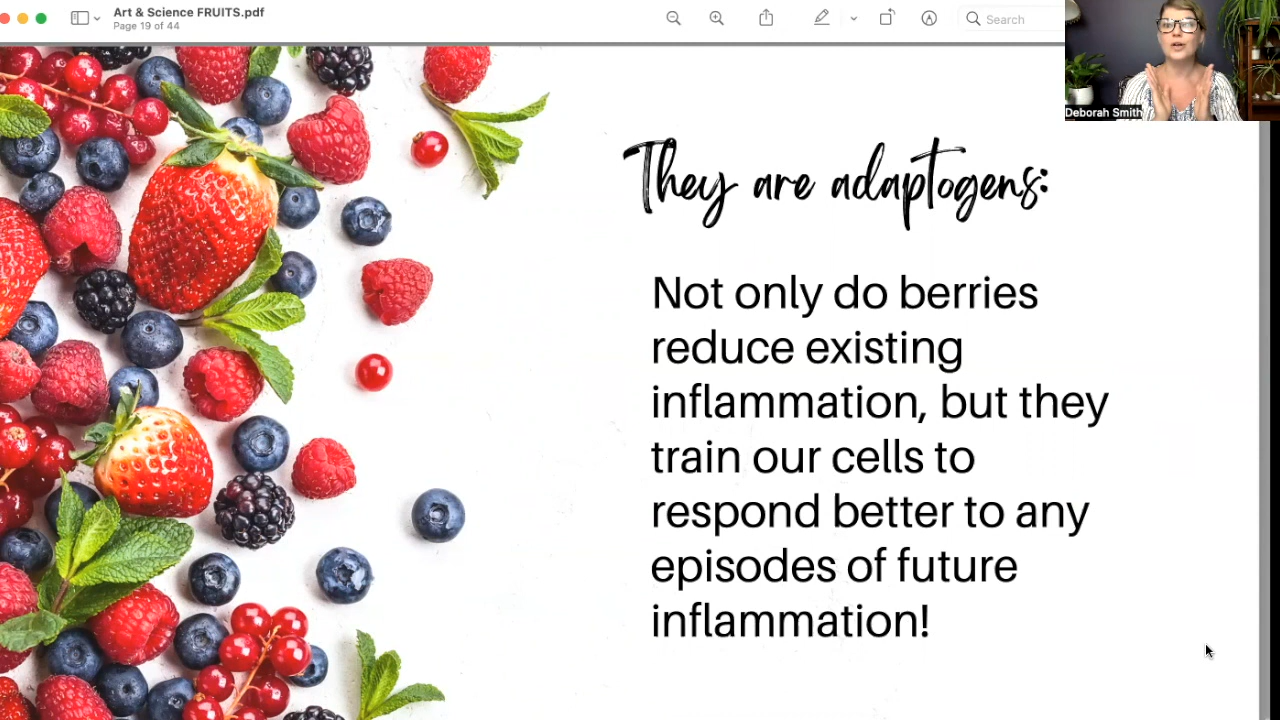 Art & Science FRUITS.pdf
Page 19 of 44
Search
Deborah Smith
They are adaptogens:
Not only do berries
reduce existing
inflammation, but they
train our cells to
respond better to any
episodes of future
inflammation!